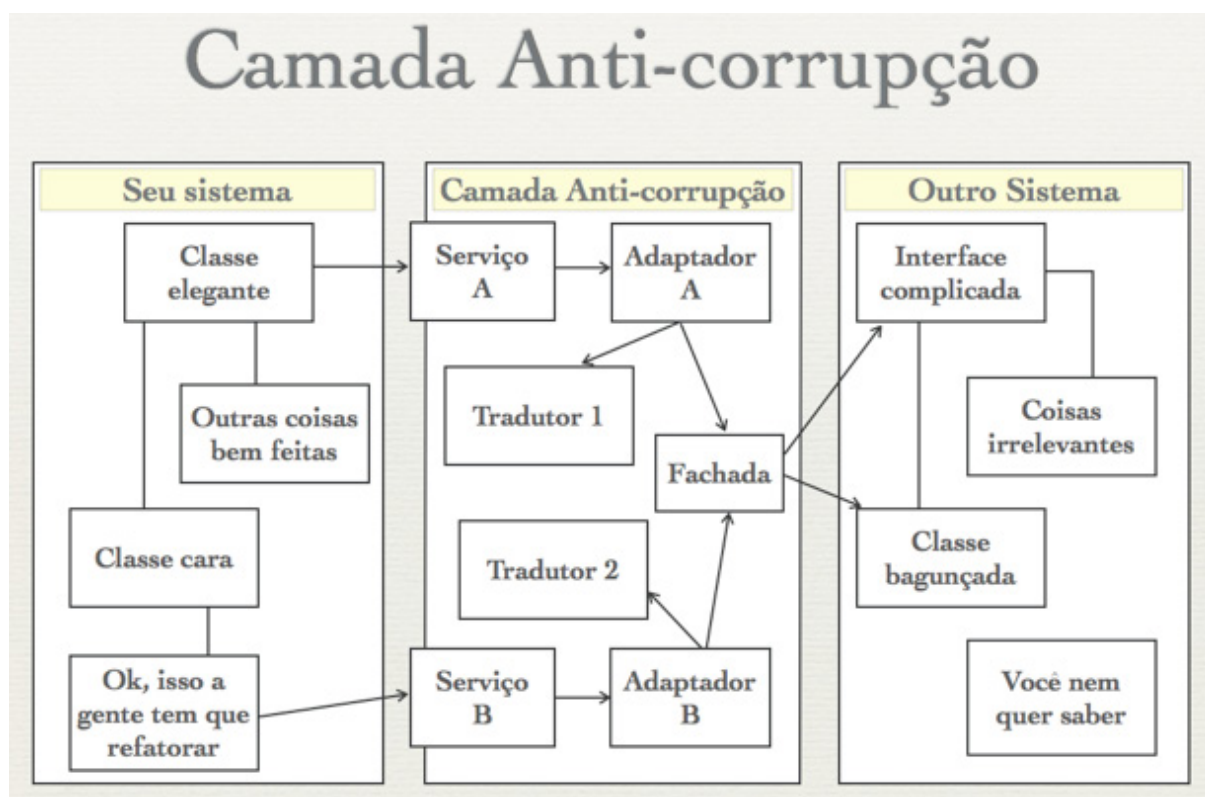 Camada Anti-corrupção
Seu sistema
Classe
elegante
Outras coisas
bem feitas
Classe cara
Ok, isso a
gente tem que
refatorar
Camada Anti-corrupção
Serviço
A
Adaptador
A
Tradutor 1
Fachada
Tradutor 2
Serviço
B
Adaptador
B
Outro Sistema
Interface
complicada
Coisas
irrelevantes
Classe
bagunçada
Você nem
quer saber